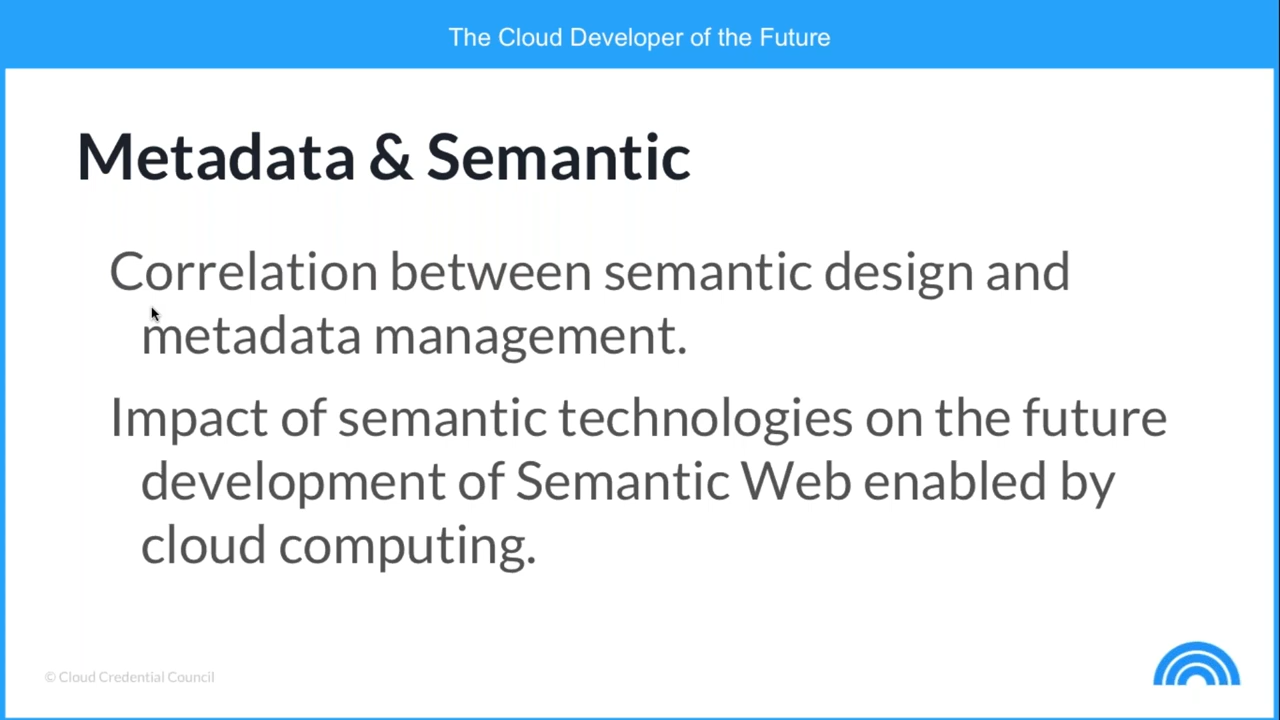 The Cloud Developer of the Future
Metadata & Semantic
Correlation between semantic design and
metadata management.
Impact of semantic technologies on the future
development of Semantic Web enabled by
cloud computing.
© Cloud Credential Council